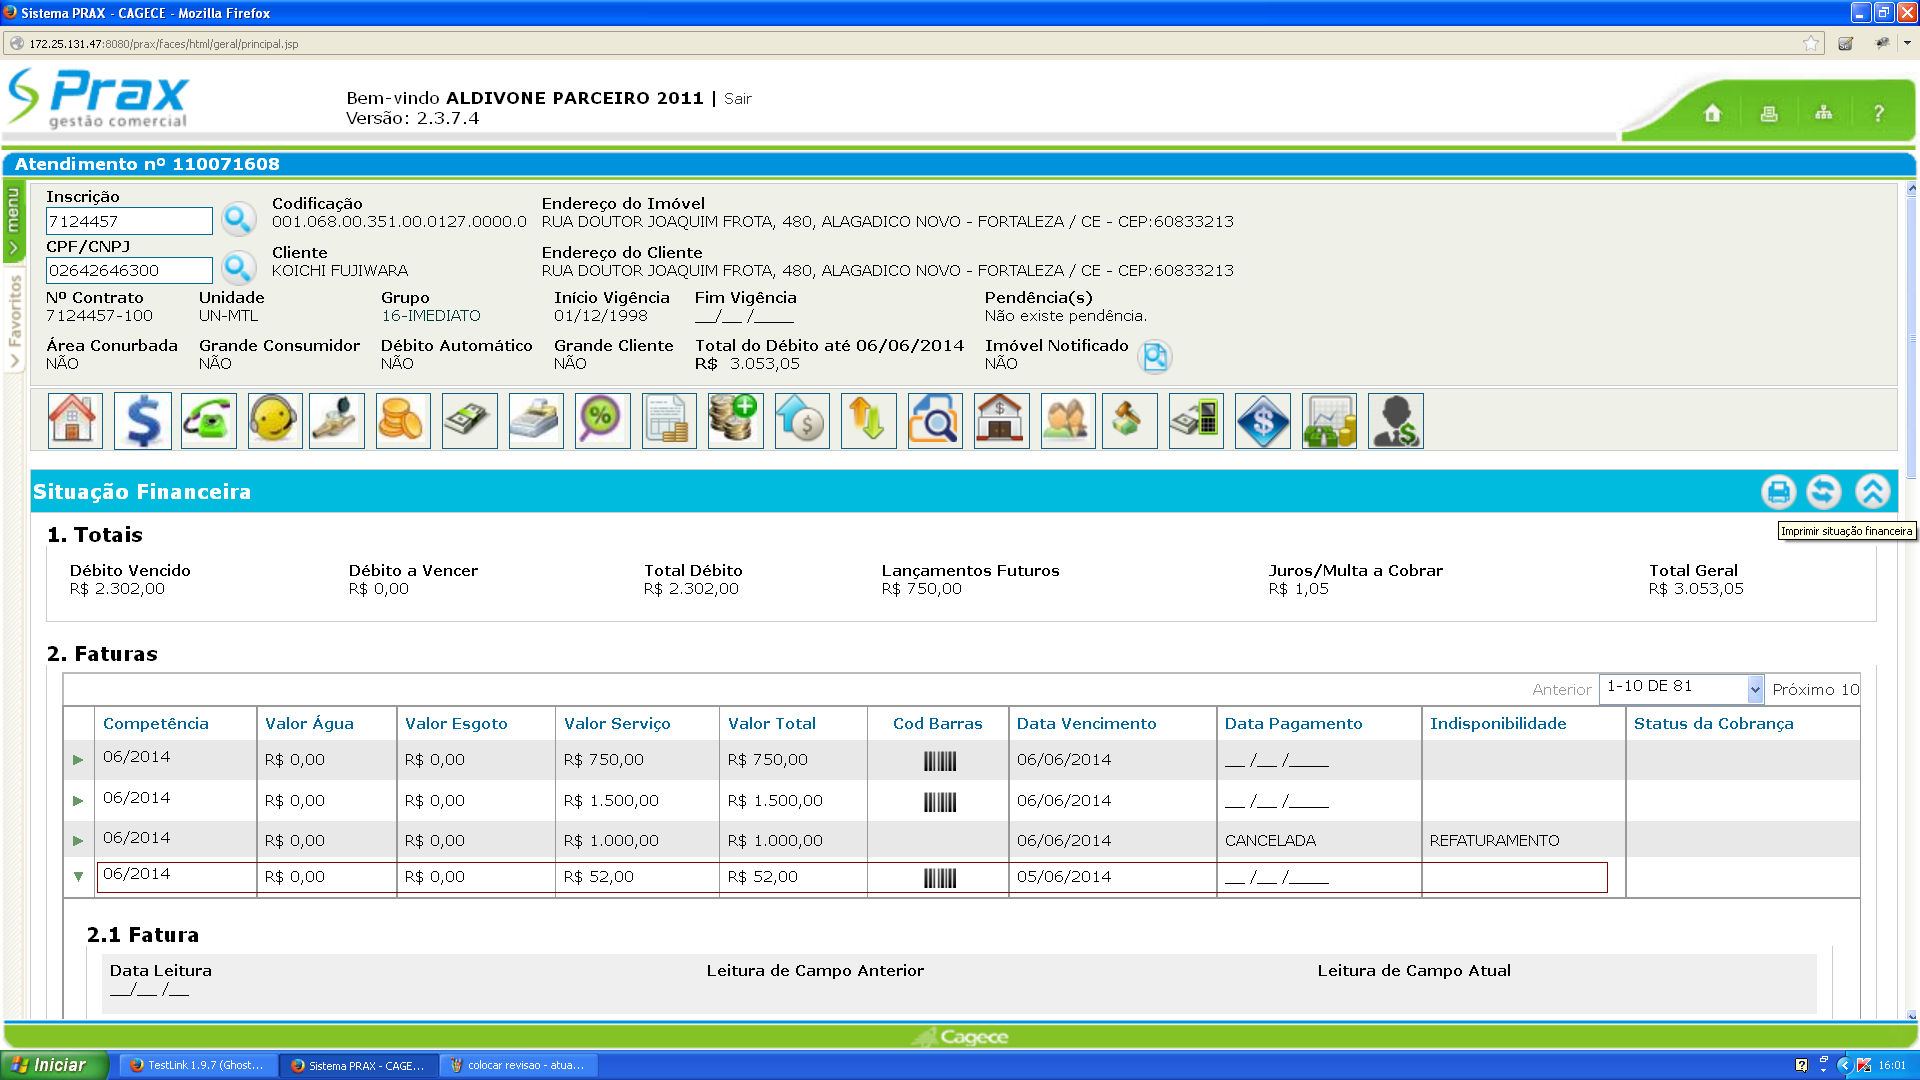 Sistema PRAX - CAGECE - Mozilla Firefox
172.25.131.47:8080/prax/faces/html/geral/principal.jsp
Prax
gestão comercial
Bem-vindo ALDIVONE PARCEIRO 2011 | Sair
Versão: 2.3.7.4
?
Atendimento nº 110071608
menu
Favoritos
Inscrição
7124457
Codificação
001.068.00.351.00.0127.0000.0
Endereço do Imóvel
RUA DOUTOR JOAQUIM FROTA, 480, ALAGADICO NOVO - FORTALEZA / CE - CEP:60833213
CPF/CNPJ
02642646300
Cliente
KOICHI FUJIWARA
Endereço do Cliente
RUA DOUTOR JOAQUIM FROTA, 480, ALAGADICO NOVO - FORTALEZA / CE - CEP:60833213
Nº Contrato Unidade Grupo Início Vigência Fim Vigência Pendência(s)
7124457-100 UN-MTL 16-IMEDIATO 01/12/1998 __/__ /____ Não existe pendência.
Área Conurbada Grande Consumidor Débito Automático Grande Cliente Total do Débito até 06/06/2014 Imóvel Notificado
NÃO NÃO NÃO NÃO R$ 3.053,05 NÃO
Situação Financeira
Imprimir situação financeira
1. Totais
Débito Vencido Débito a Vencer Total Débito Lançamentos Futuros Juros/Multa a Cobrar Total Geral
R$ 2.302,00 R$ 0,00 R$ 2.302,00 R$ 750,00 R$ 1,05 R$ 3.053,05
2. Faturas
Anterior 1-10 DE 81 Próximo 10
Competência Valor Água Valor Esgoto Valor Serviço Valor Total Cod Barras Data Vencimento Data Pagamento Indisponibilidade Status da Cobrança
06/2014 R$ 0,00 R$ 0,00 R$ 750,00 R$ 750,00 06/06/2014 __ /__ /____
06/2014 R$ 0,00 R$ 0,00 R$ 1.500,00 R$ 1.500,00 06/06/2014 __ /__ /____
06/2014 R$ 0,00 R$ 0,00 R$ 1.000,00 R$ 1.000,00 06/06/2014 CANCELADA REFATURAMENTO
06/2014 R$ 0,00 R$ 0,00 R$ 52,00 R$ 52,00 05/06/2014 __ /__ /____
2.1 Fatura
Data Leitura Leitura de Campo Anterior Leitura de Campo Atual
__/__ /__
Cagece
Iniciar
TestLink 1.9.7 (Ghost...
Sistema PRAX - CAGE...
colocar revisao - atua...
16:01